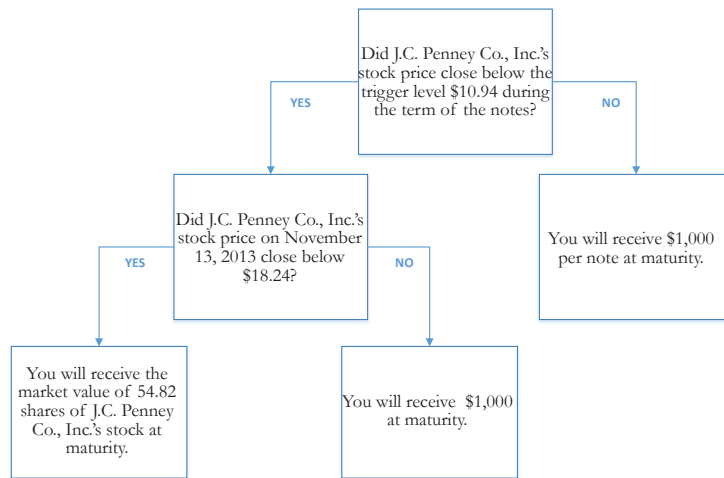 Did J.C. Penney Co., Inc.'s
stock price close below the
trigger level $10.94 during
the term of the notes?
YES
NO
Did J.C. Penney Co., Inc.'s
stock price on November
13, 2013 close below
$18.24?
You will receive $1,000
per note at maturity.
YES
NO
You will receive the
market value of 54.82
shares of J.C. Penney
Co., Inc.'s stock at
maturity.
You will receive $1,000
at maturity.